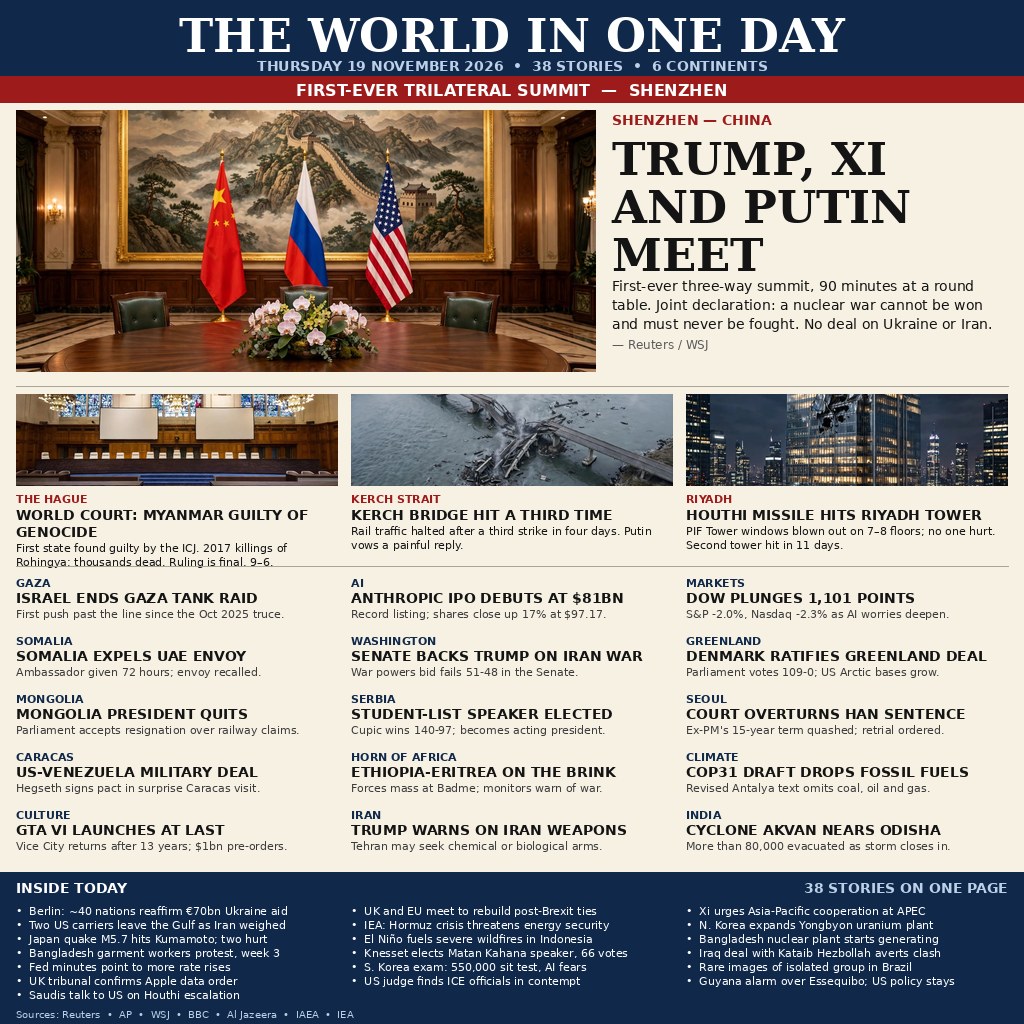 THE WORLD IN ONE DAY
THURSDAY 19 NOVEMBER 2026 • 38 STORIES • 6 CONTINENTS
FIRST-EVER TRILATERAL SUMMIT — SHENZHEN
SHENZHEN — CHINA
TRUMP, XI
AND PUTIN
MEET
First-ever three-way summit, 90 minutes at a round
table. Joint declaration: a nuclear war cannot be won
and must never be fought. No deal on Ukraine or Iran.
— Reuters / WSJ
THE HAGUE
WORLD COURT: MYANMAR GUILTY OF
GENOCIDE
First state found guilty by the ICJ. 2017 killings of
Rohingya: thousands dead. Ruling is final. 9–6.
KERCH STRAIT
KERCH BRIDGE HIT A THIRD TIME
Rail traffic halted after a third strike in four days. Putin
vows a painful reply.
RIYADH
HOUTHI MISSILE HITS RIYADH TOWER
PIF Tower windows blown out on 7–8 floors; no one hurt.
Second tower hit in 11 days.
GAZA
ISRAEL ENDS GAZA TANK RAID
First push past the line since the Oct 2025 truce.
AI
ANTHROPIC IPO DEBUTS AT $81BN
Record listing; shares close up 17% at $97.17.
MARKETS
DOW PLUNGES 1,101 POINTS
S&P -2.0%, Nasdaq -2.3% as AI worries deepen.
SOMALIA
SOMALIA EXPELS UAE ENVOY
Ambassador given 72 hours; envoy recalled.
WASHINGTON
SENATE BACKS TRUMP ON IRAN WAR
War powers bid fails 51-48 in the Senate.
GREENLAND
DENMARK RATIFIES GREENLAND DEAL
Parliament votes 109-0; US Arctic bases grow.
MONGOLIA
MONGOLIA PRESIDENT QUITS
Parliament accepts resignation over railway claims.
SERBIA
STUDENT-LIST SPEAKER ELECTED
Cupic wins 140-97; becomes acting president.
SEOUL
COURT OVERTURNS HAN SENTENCE
Ex-PM's 15-year term quashed; retrial ordered.
CARACAS
US-VENEZUELA MILITARY DEAL
Hegseth signs pact in surprise Caracas visit.
HORN OF AFRICA
ETHIOPIA-ERITREA ON THE BRINK
Forces mass at Badme; monitors warn of war.
CLIMATE
COP31 DRAFT DROPS FOSSIL FUELS
Revised Antalya text omits coal, oil and gas.
CULTURE
GTA VI LAUNCHES AT LAST
Vice City returns after 13 years; $1bn pre-orders.
IRAN
TRUMP WARNS ON IRAN WEAPONS
Tehran may seek chemical or biological arms.
INDIA
CYCLONE AKVAN NEARS ODISHA
More than 80,000 evacuated as storm closes in.
INSIDE TODAY
38 STORIES ON ONE PAGE
• Berlin: ~40 nations reaffirm €70bn Ukraine aid
• Two US carriers leave the Gulf as Iran weighed
• Japan quake M5.7 hits Kumamoto; two hurt
• Bangladesh garment workers protest, week 3
• Fed minutes point to more rate rises
• UK tribunal confirms Apple data order
• Saudis talk to US on Houthi escalation
• UK and EU meet to rebuild post-Brexit ties
• IEA: Hormuz crisis threatens energy security
• El Niño fuels severe wildfires in Indonesia
• Knesset elects Matan Kahana speaker, 66 votes
• S. Korea exam: 550,000 sit test, AI fears
• US judge finds ICE officials in contempt
• Xi urges Asia-Pacific cooperation at APEC
• N. Korea expands Yongbyon uranium plant
• Bangladesh nuclear plant starts generating
• Iraq deal with Kataib Hezbollah averts clash
• Rare images of isolated group in Brazil
• Guyana alarm over Essequibo; US policy stays
Sources: Reuters • AP • WSJ • BBC • Al Jazeera • IAEA • IEA